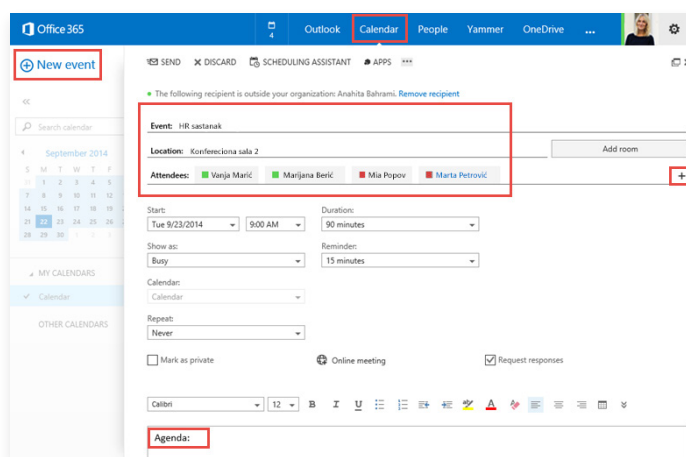 Office 365
4
Outlook Calendar People Yammer OneDrive ...
New event
SEND DISCARD SCHEDULING ASSISTANT APPS ...
The following recipient is outside your organization: Anahita Bahrami. Remove recipient
Search calendar
Event: HR sastanak
Location: Konfereciona sala 2
Add room
September 2014
S M T W T F
31 1 2 3 4 5
7 8 9 10 11 12
14 15 16 17 18 19
21 22 23 24 25 26
28 29 30
Attendees: Vanja Marić Marijana Berić Mia Popov Marta Petrović
+
Start: Duration:
Tue 9/23/2014 9:00 AM 90 minutes
Show as: Reminder:
Busy 15 minutes
MY CALENDARS
Calendar:
Calendar
Calendar
OTHER CALENDARS
Repeat:
Never
Mark as private Online meeting Request responses
Calibri 12 B I U
Agenda: